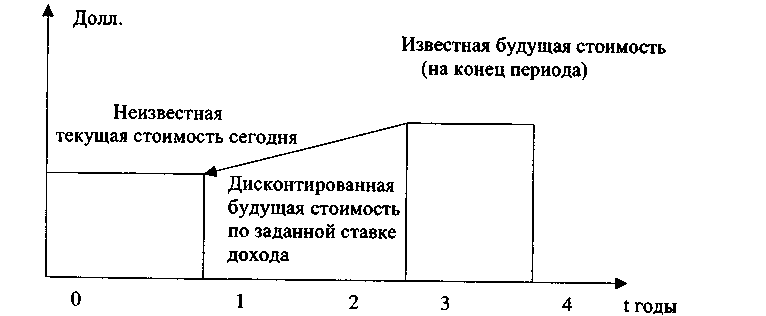 Долл.
Известная будущая стоимость
(на конец периода)
Неизвестная
текущая стоимость сегодня
Дисконтированная
будущая стоимость
по заданной ставке
дохода
0 1 2 3 4 t годы